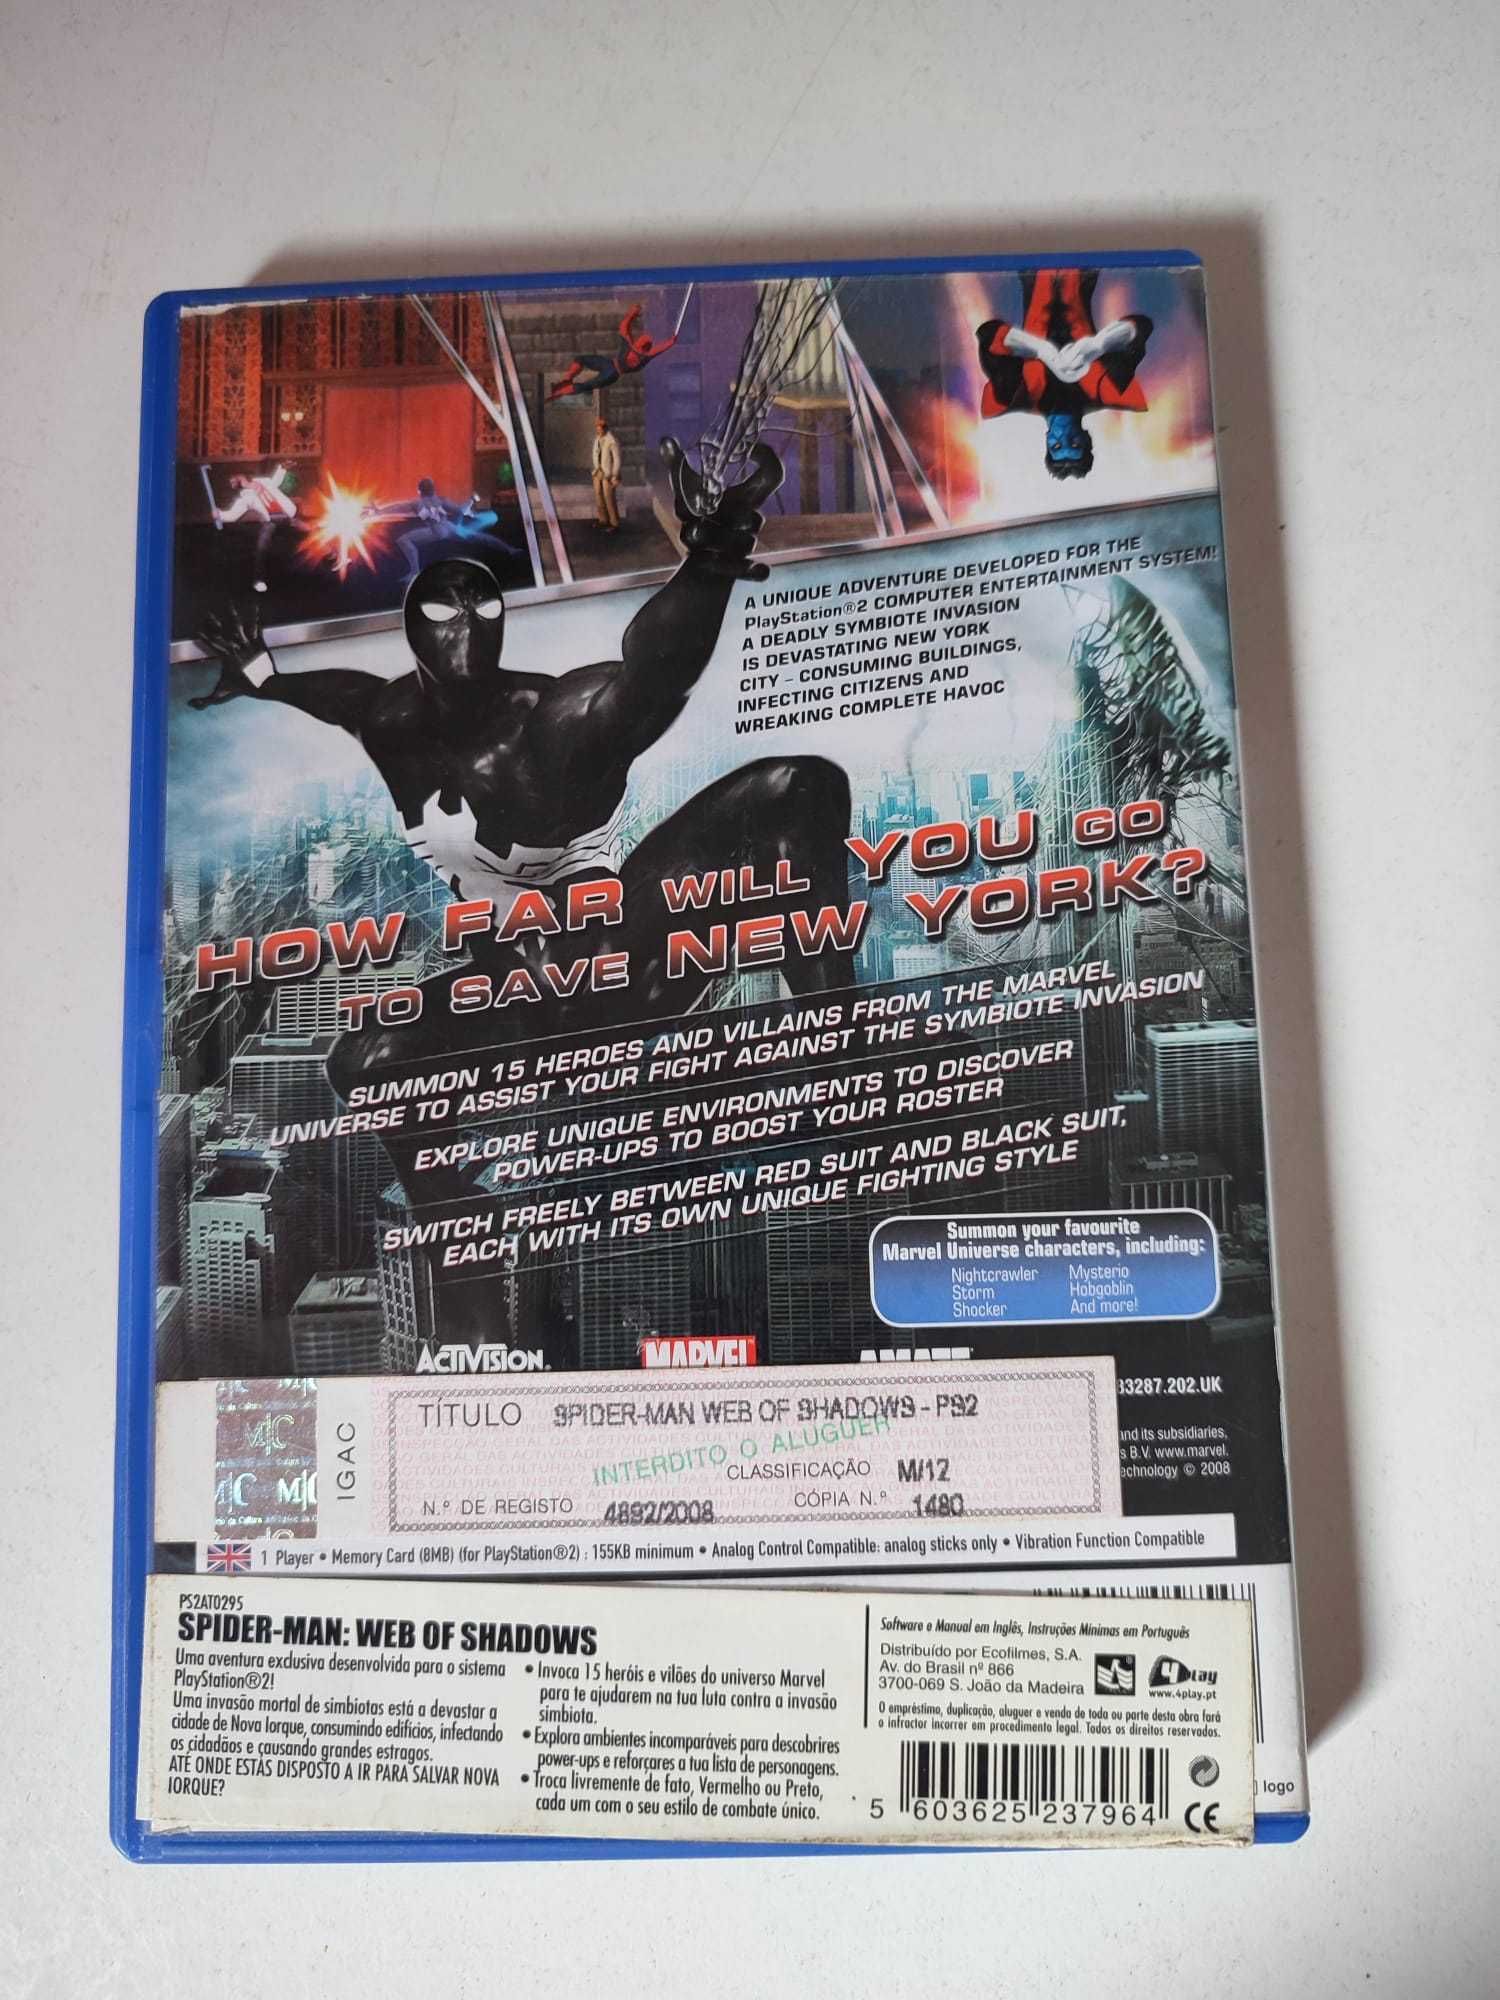 A UNIQUE ADVENTURE DEVELOPED FOR THE
PlayStation®2 COMPUTER ENTERTAINMENT SYSTEM!
A DEADLY SYMBIOTE INVASION
IS DEVASTATING NEW YORK
CITY – CONSUMING BUILDINGS,
INFECTING CITIZENS AND
WREAKING COMPLETE HAVOC
HOW FAR WILL YOU GO
TO SAVE NEW YORK?
SUMMON 15 HEROES AND VILLAINS FROM THE MARVEL
UNIVERSE TO ASSIST YOUR FIGHT AGAINST THE SYMBIOTE INVASION
EXPLORE UNIQUE ENVIRONMENTS TO DISCOVER
POWER-UPS TO BOOST YOUR ROSTER
SWITCH FREELY BETWEEN RED SUIT AND BLACK SUIT,
EACH WITH ITS OWN UNIQUE FIGHTING STYLE
Summon your favourite
Marvel Universe characters, including:
Nightcrawler Mysterio
Storm Hobgoblin
Shocker And more!
ACTIVISION. MARVEL
33287.202.UK
and its subsidiaries,
s B.V. www.marvel.
echnology © 2008
IGAC
M|C
TÍTULO SPIDER-MAN WEB OF SHADOWS - PS2
INTERDITO O ALUGUER
CLASSIFICAÇÃO M/12
N.º DE REGISTO 4892/2008 CÓPIA N.º 1480
1 Player • Memory Card (8MB) (for PlayStation®2) : 155KB minimum • Analog Control Compatible: analog sticks only • Vibration Function Compatible
PS2AT0295
SPIDER-MAN: WEB OF SHADOWS
Uma aventura exclusiva desenvolvida para o sistema
PlayStation®2!
Uma invasão mortal de simbiotas está a devastar a
cidade de Nova Iorque, consumindo edifícios, infectando
os cidadãos e causando grandes estragos.
ATÉ ONDE ESTÁS DISPOSTO A IR PARA SALVAR NOVA
IORQUE?
• Invoca 15 heróis e vilões do universo Marvel
para te ajudarem na tua luta contra a invasão
simbiota.
• Explora ambientes incomparáveis para descobrires
power-ups e reforçares a tua lista de personagens.
• Troca livremente de fato, Vermelho ou Preto,
cada um com o seu estilo de combate único.
Software e Manual em Inglês, Instruções Mínimas em Português
Distribuído por Ecofilmes, S.A.
Av. do Brasil nº 866
3700-069 S. João da Madeira
4Play
www.4play.pt
O empréstimo, duplicação, aluguer e venda de toda ou parte desta obra fará
o infractor incorrer em procedimento legal. Todos os direitos reservados.
5 603625 237964
CE
logo